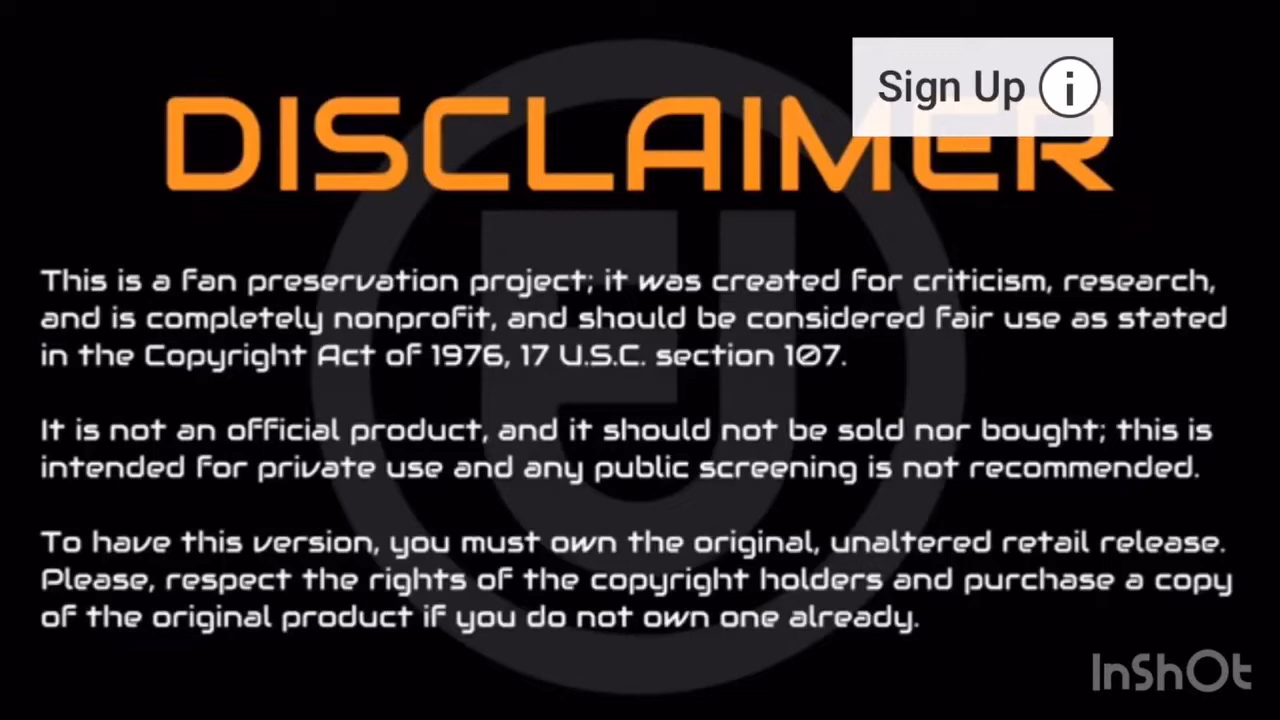 Sign Up i
DISCLAIMER
This is a fan preservation project; it was created for criticism, research,
and is completely nonprofit, and should be considered fair use as stated
in the Copyright Act of 1976, 17 U.S.C. section 107.
It is not an official product, and it should not be sold nor bought; this is
intended for private use and any public screening is not recommended.
To have this version, you must own the original, unaltered retail release.
Please, respect the rights of the copyright holders and purchase a copy
of the original product if you do not own one already.
InShOt